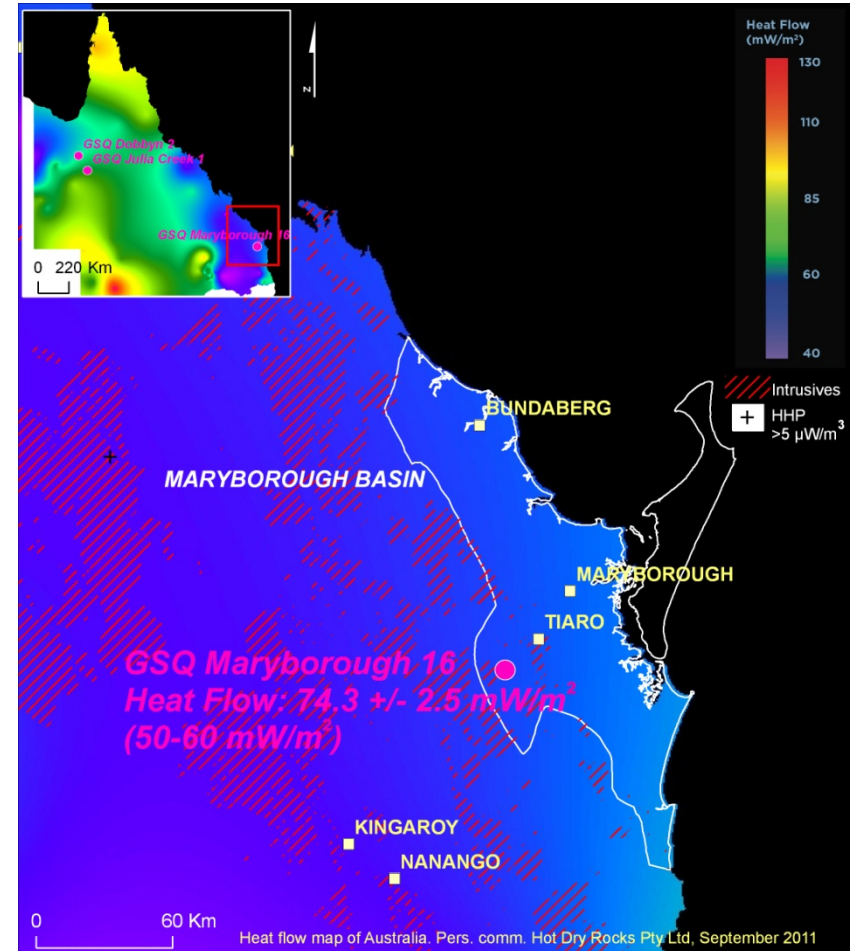 GSQ Dobbyn 2
GSQ Julia Creek 1
GSQ Maryborough 16
0 220 Km
N
Heat Flow
(mW/m²)
130
110
85
60
40
Intrusives
+ HHP
>5 µW/m³
BUNDABERG
MARYBOROUGH BASIN
MARYBOROUGH
TIARO
GSQ Maryborough 16
Heat Flow: 74.3 +/- 2.5 mW/m²
(50-60 mW/m²)
KINGAROY
NANANGO
0 60 Km
Heat flow map of Australia. Pers. comm. Hot Dry Rocks Pty Ltd, September 2011